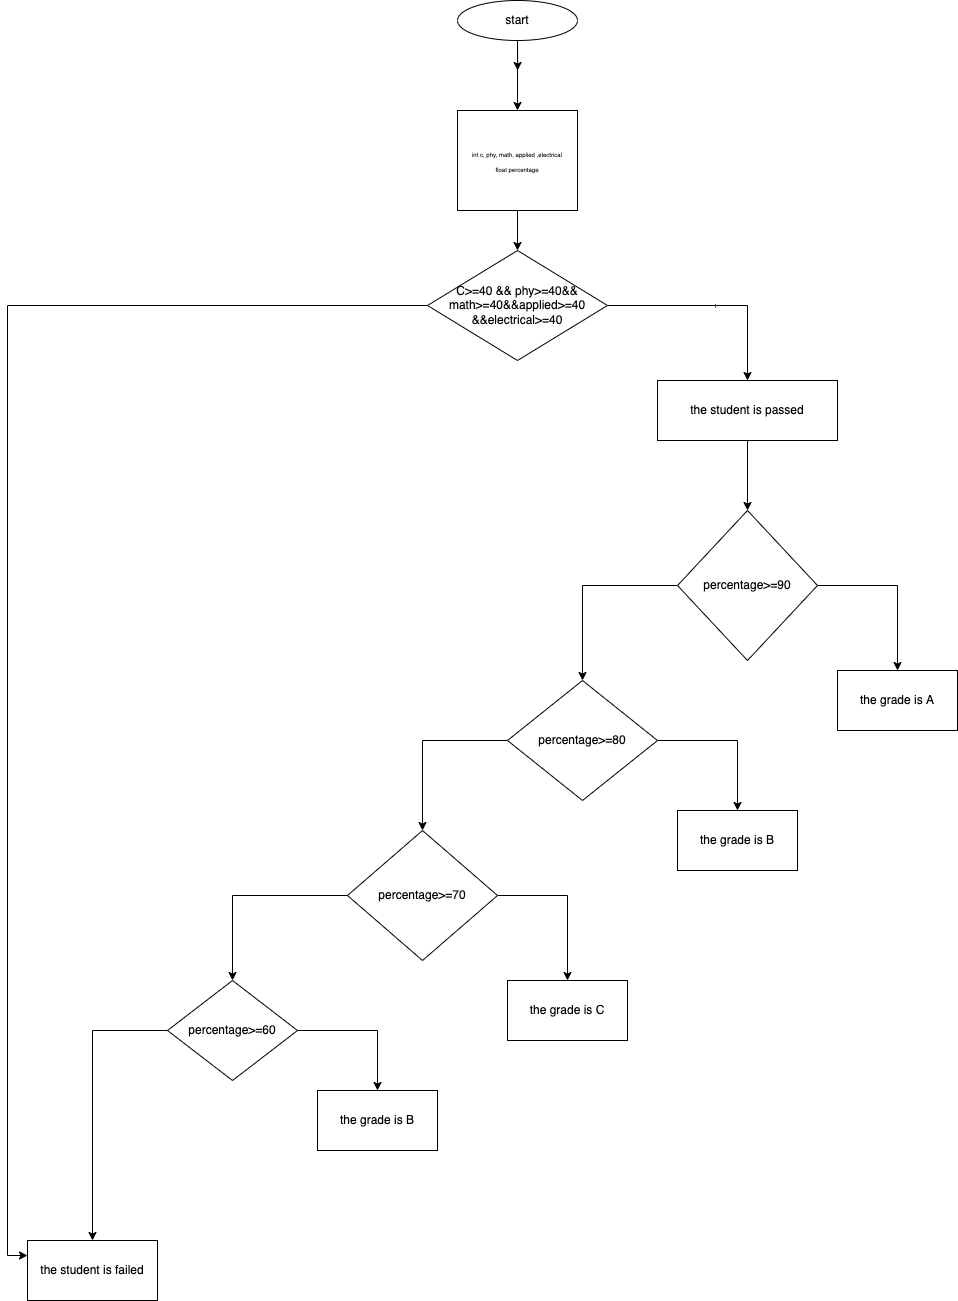 start
int c, phy, math, applied ,electrical
float percentage
C>=40 && phy>=40&&
math>=40&&applied>=40
&&electrical>=40
the student is passed
percentage>=90
the grade is A
percentage>=80
the grade is B
percentage>=70
the grade is C
percentage>=60
the grade is B
the student is failed